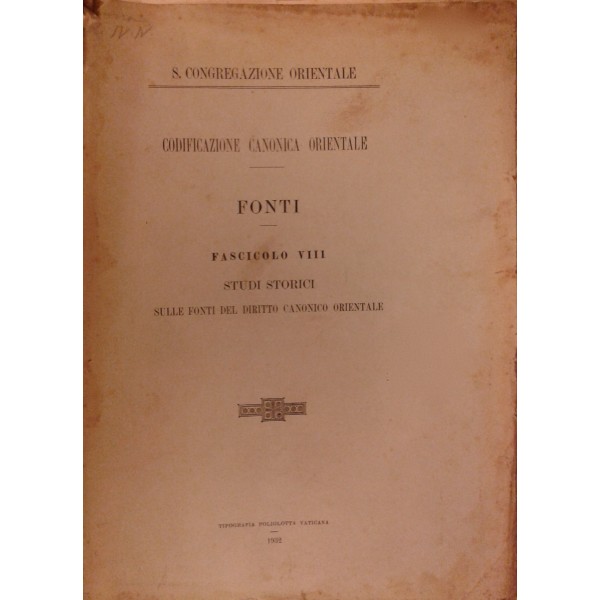 S. CONGREGAZIONE ORIENTALE
CODIFICAZIONE CANONICA ORIENTALE
FONTI
FASCICOLO VIII
STUDI STORICI
SULLE FONTI DEL DIRITTO CANONICO ORIENTALE
TIPOGRAFIA POLIGLOTTA VATICANA
1932